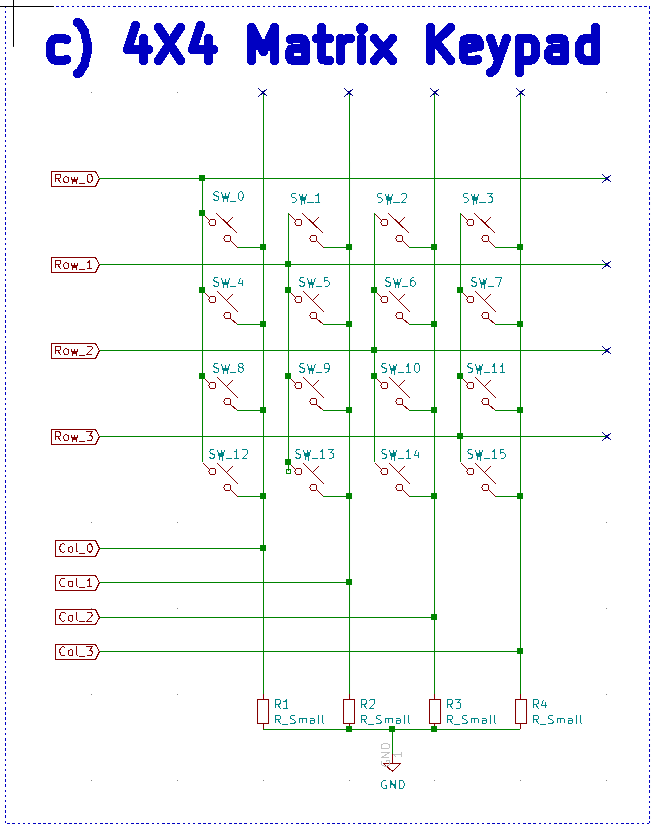 c) 4X4 Matrix Keypad
Row_0
SW_0 SW_1 SW_2 SW_3
Row_1
SW_4 SW_5 SW_6 SW_7
Row_2
SW_8 SW_9 SW_10 SW_11
Row_3
SW_12 SW_13 SW_14 SW_15
Col_0
Col_1
Col_2
Col_3
R1 R2 R3 R4
R_Small R_Small R_Small R_Small
GND
1
GND